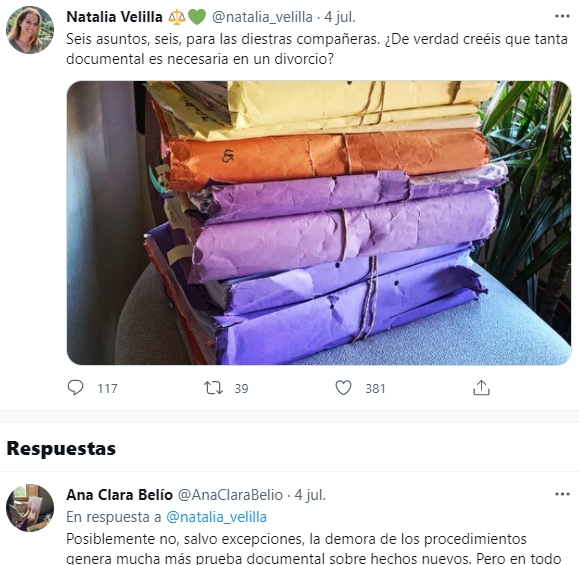 Natalia Velilla @natalia_velilla · 4 jul.
Seis asuntos, seis, para las diestras compañeras. ¿De verdad creéis que tanta
documental es necesaria en un divorcio?
117 39 381
Respuestas
Ana Clara Belío @AnaClaraBelio · 4 jul.
En respuesta a @natalia_velilla
Posiblemente no, salvo excepciones, la demora de los procedimientos
genera mucha más prueba documental sobre hechos nuevos. Pero en todo